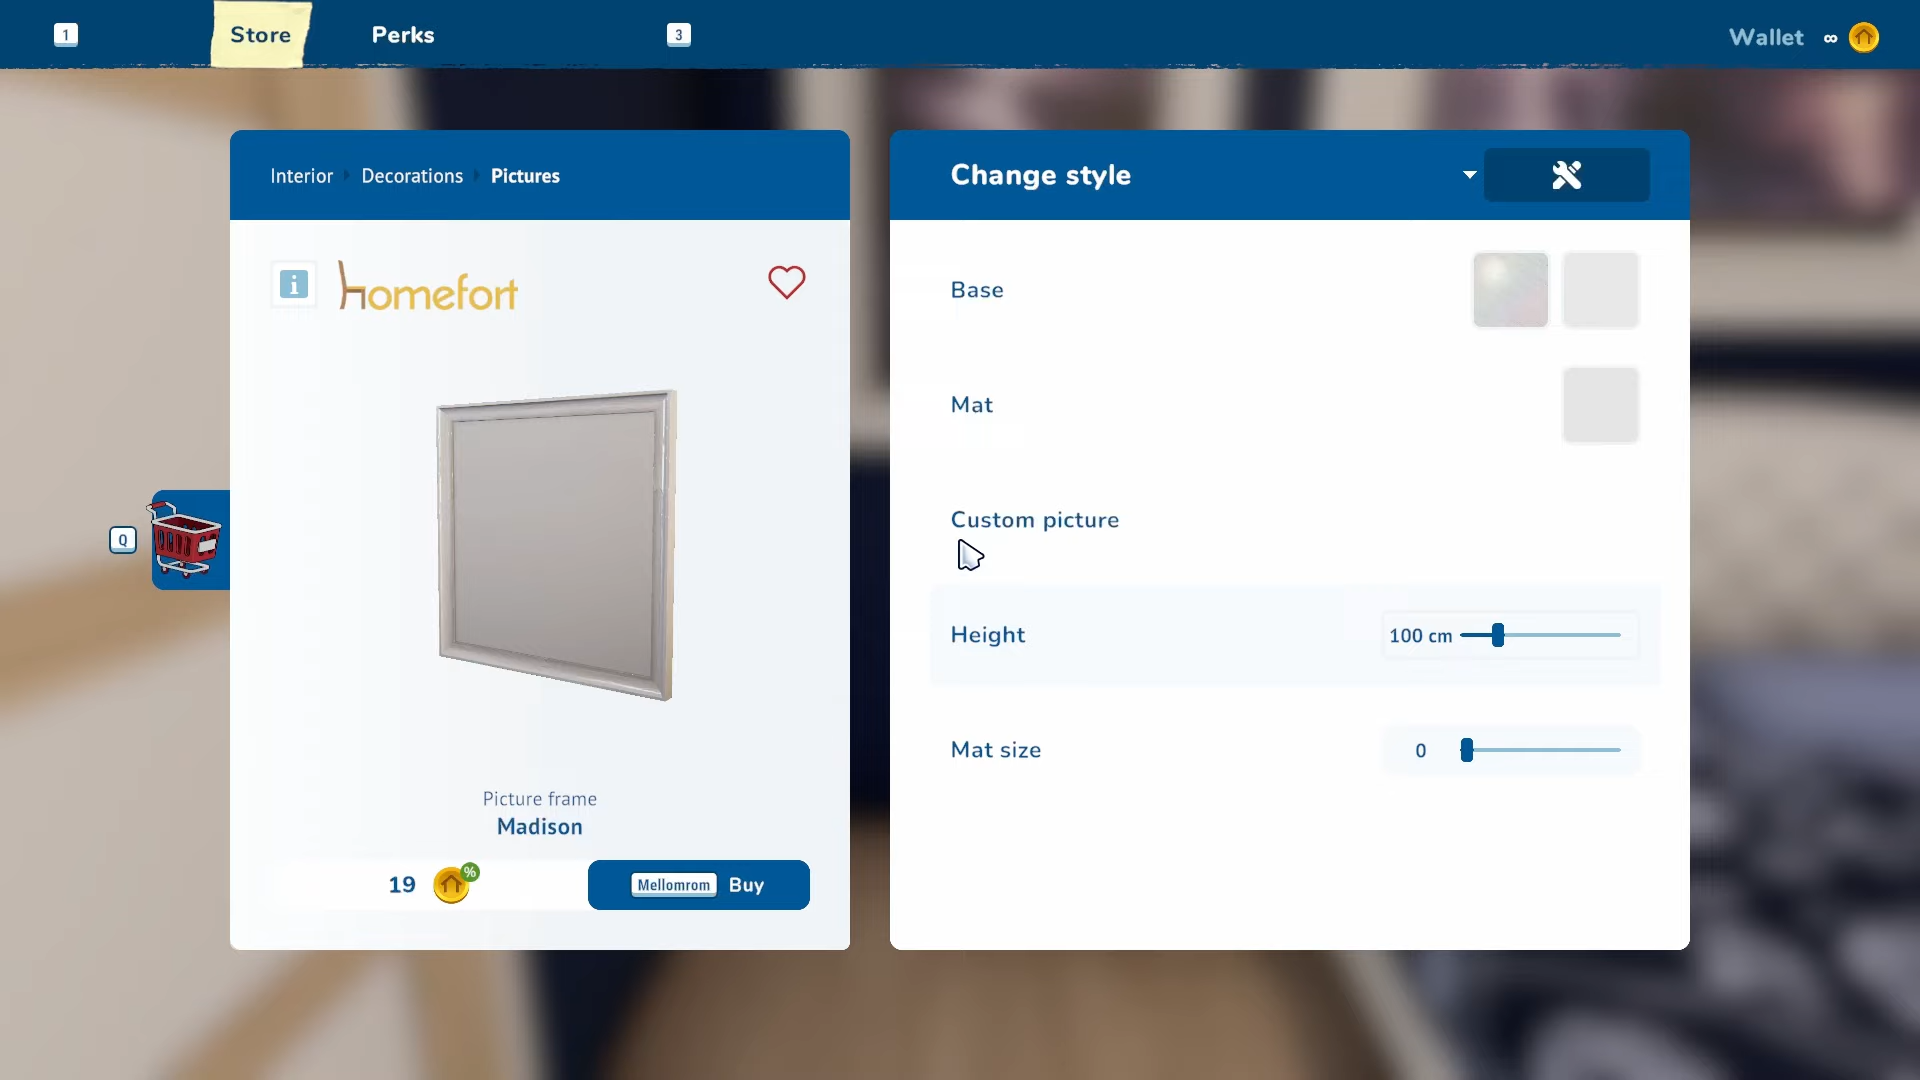 1
Store
Perks
3
Wallet ∞
Interior Decorations Pictures
Change style
i
homefort
Base
Mat
Custom picture
Q
Height
100 cm
Mat size
0
Picture frame
Madison
19 %
Mellomrom Buy